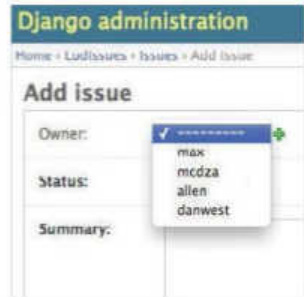 Django administration
Home › Ludissues › Issues › Add issue
Add issue
Owner:
✓ ---------
max
mcdza
allen
danwest
Status:
Summary: